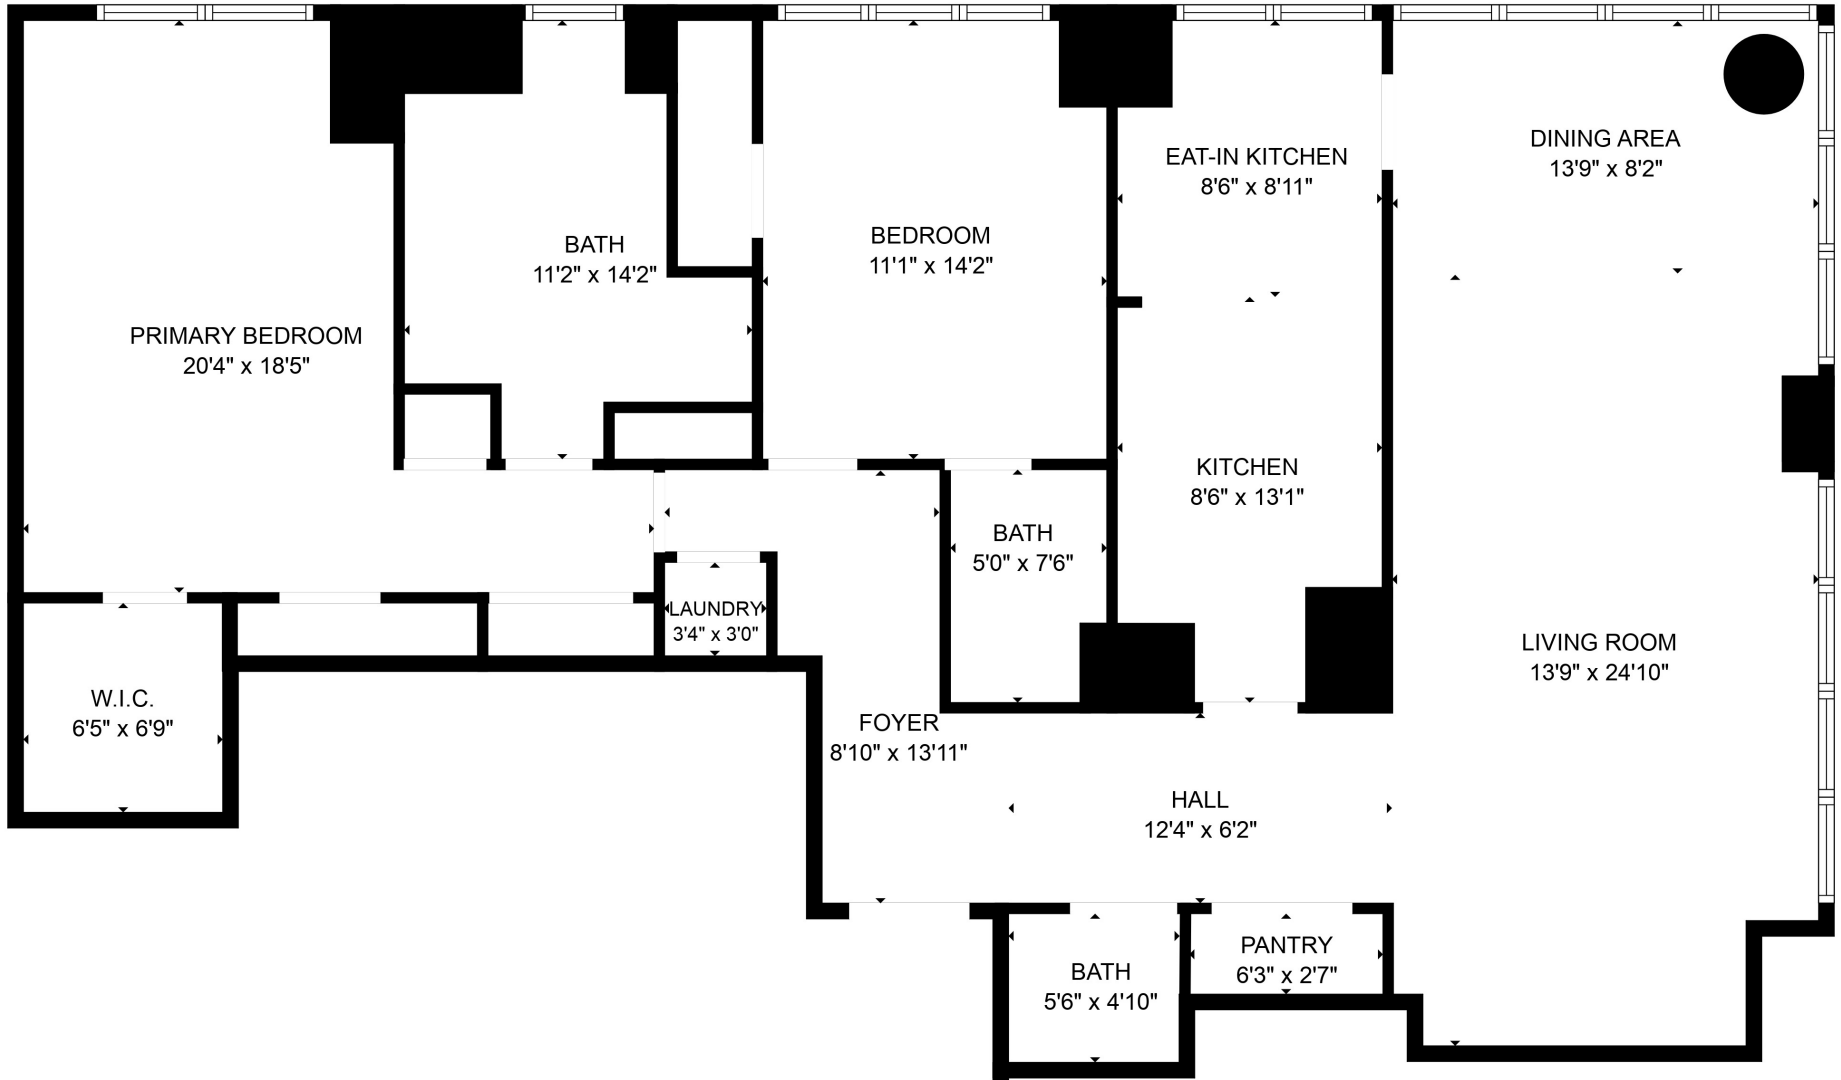 EAT-IN KITCHEN
8'6" x 8'11"
DINING AREA
13'9" x 8'2"
BATH
11'2" x 14'2"
BEDROOM
11'1" x 14'2"
PRIMARY BEDROOM
20'4" x 18'5"
KITCHEN
8'6" x 13'1"
BATH
5'0" x 7'6"
LAUNDRY
3'4" x 3'0"
LIVING ROOM
13'9" x 24'10"
W.I.C.
6'5" x 6'9"
FOYER
8'10" x 13'11"
HALL
12'4" x 6'2"
PANTRY
6'3" x 2'7"
BATH
5'6" x 4'10"